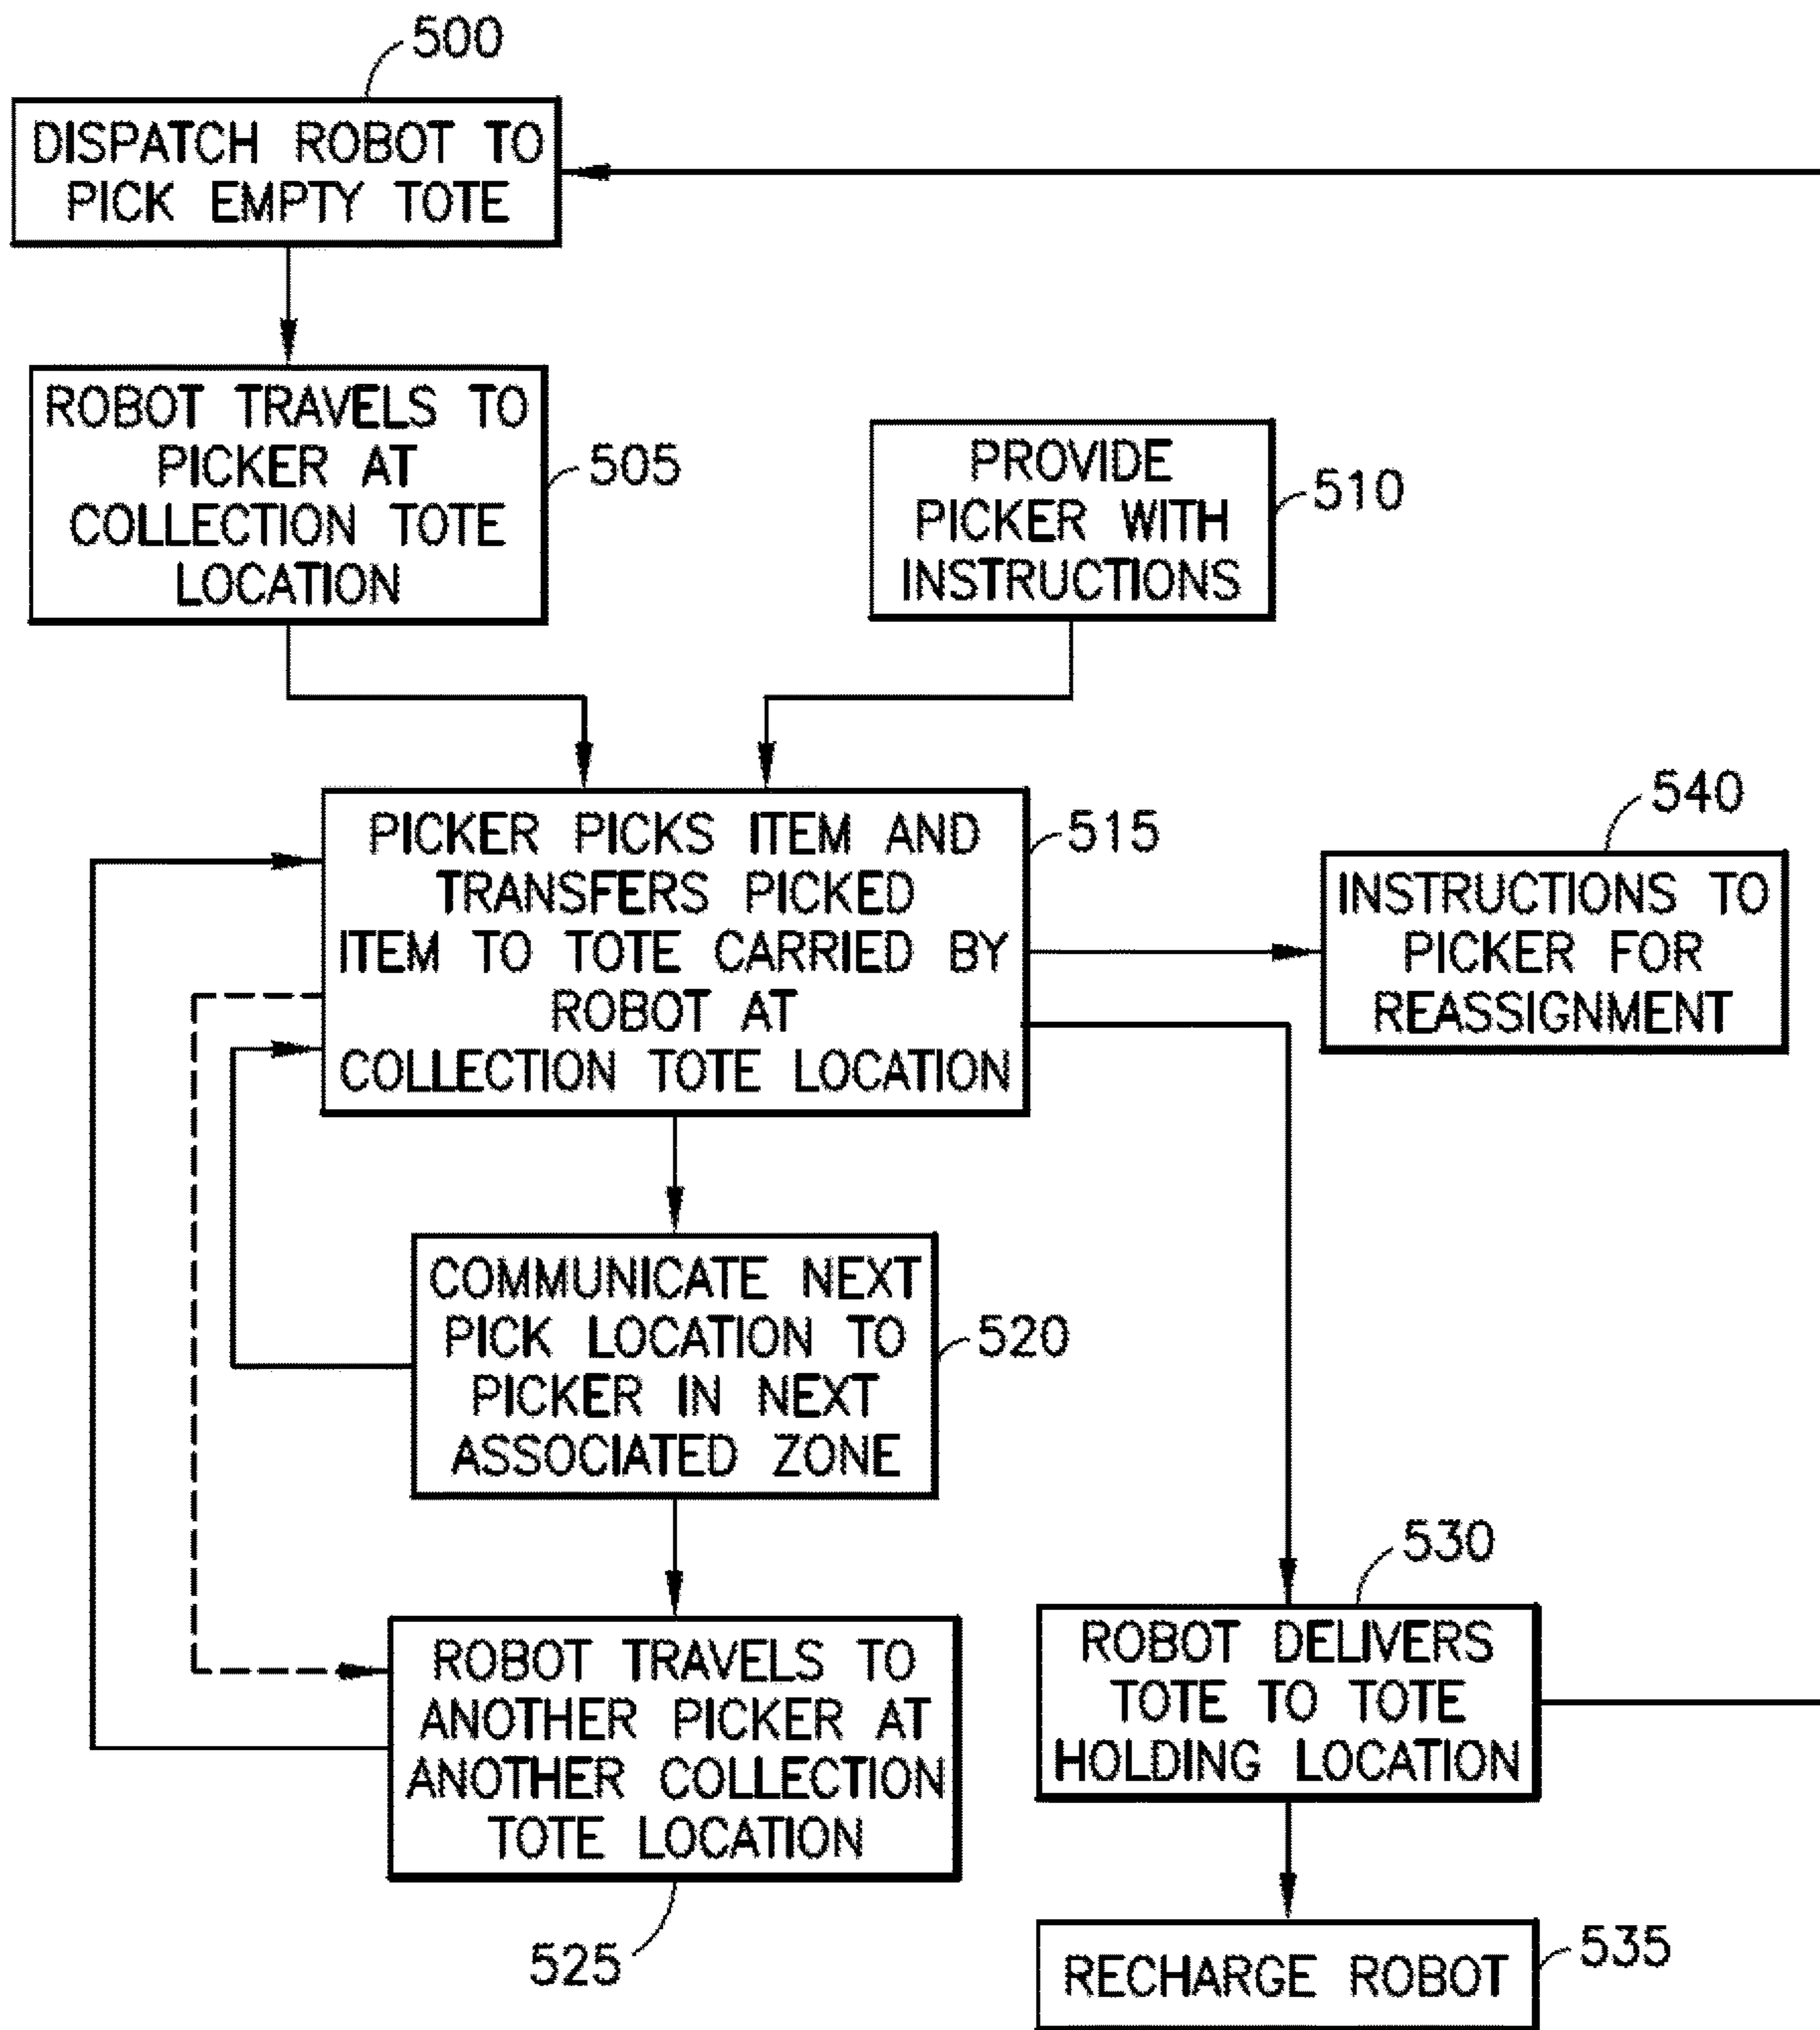 500
DISPATCH ROBOT TO
PICK EMPTY TOTE
ROBOT TRAVELS TO
PICKER AT
COLLECTION TOTE
LOCATION
505
PROVIDE
PICKER WITH
INSTRUCTIONS
510
PICKER PICKS ITEM AND
TRANSFERS PICKED
ITEM TO TOTE CARRIED BY
ROBOT AT
COLLECTION TOTE LOCATION
515
540
INSTRUCTIONS TO
PICKER FOR
REASSIGNMENT
COMMUNICATE NEXT
PICK LOCATION TO
PICKER IN NEXT
ASSOCIATED ZONE
520
ROBOT TRAVELS TO
ANOTHER PICKER AT
ANOTHER COLLECTION
TOTE LOCATION
525
530
ROBOT DELIVERS
TOTE TO TOTE
HOLDING LOCATION
RECHARGE ROBOT
535